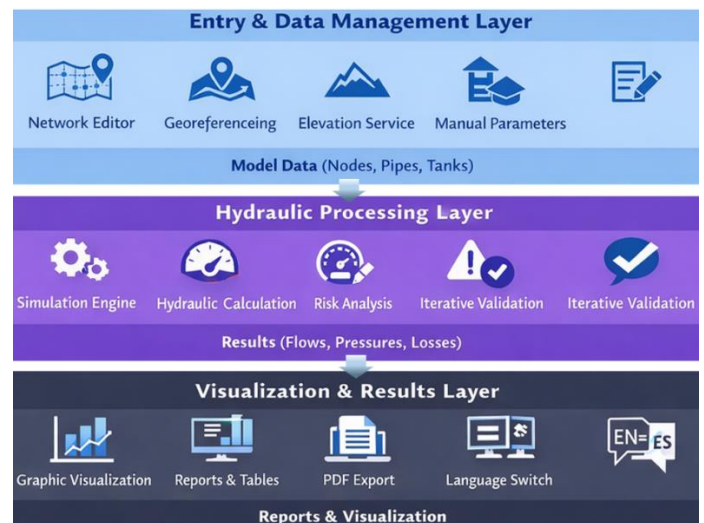 Entry & Data Management Layer
Network Editor Georeferenceing Elevation Service Manual Parameters
Model Data (Nodes, Pipes, Tanks)
Hydraulic Processing Layer
Simulation Engine Hydraulic Calculation Risk Analysis Iterative Validation Iterative Validation
Results (Flows, Pressures, Losses)
Visualization & Results Layer
EN= ES
Graphic Visualization Reports & Tables PDF Export Language Switch
Reports & Visualization